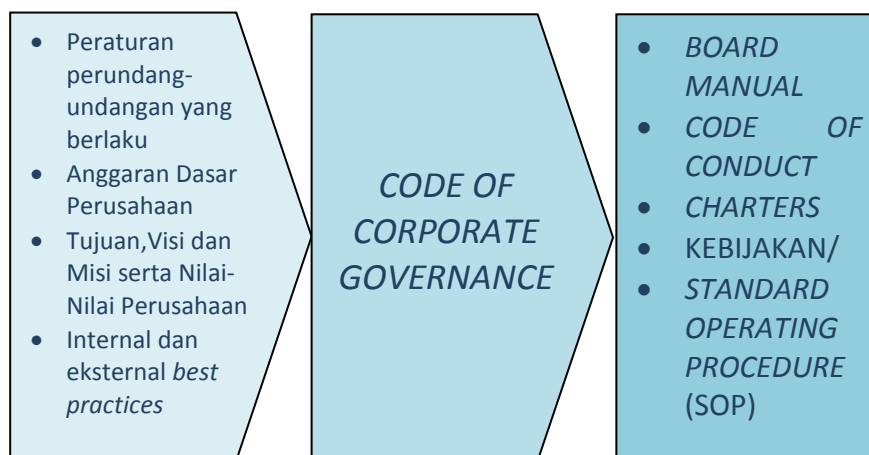 • Peraturan
perundang-
undangan yang
berlaku
• Anggaran Dasar
Perusahaan
• Tujuan,Visi dan
Misi serta Nilai-
Nilai Perusahaan
• Internal dan
eksternal best
practices
CODE OF
CORPORATE
GOVERNANCE
• BOARD
MANUAL
• CODE OF
CONDUCT
• CHARTERS
• KEBIJAKAN/
• STANDARD
OPERATING
PROCEDURE
(SOP)